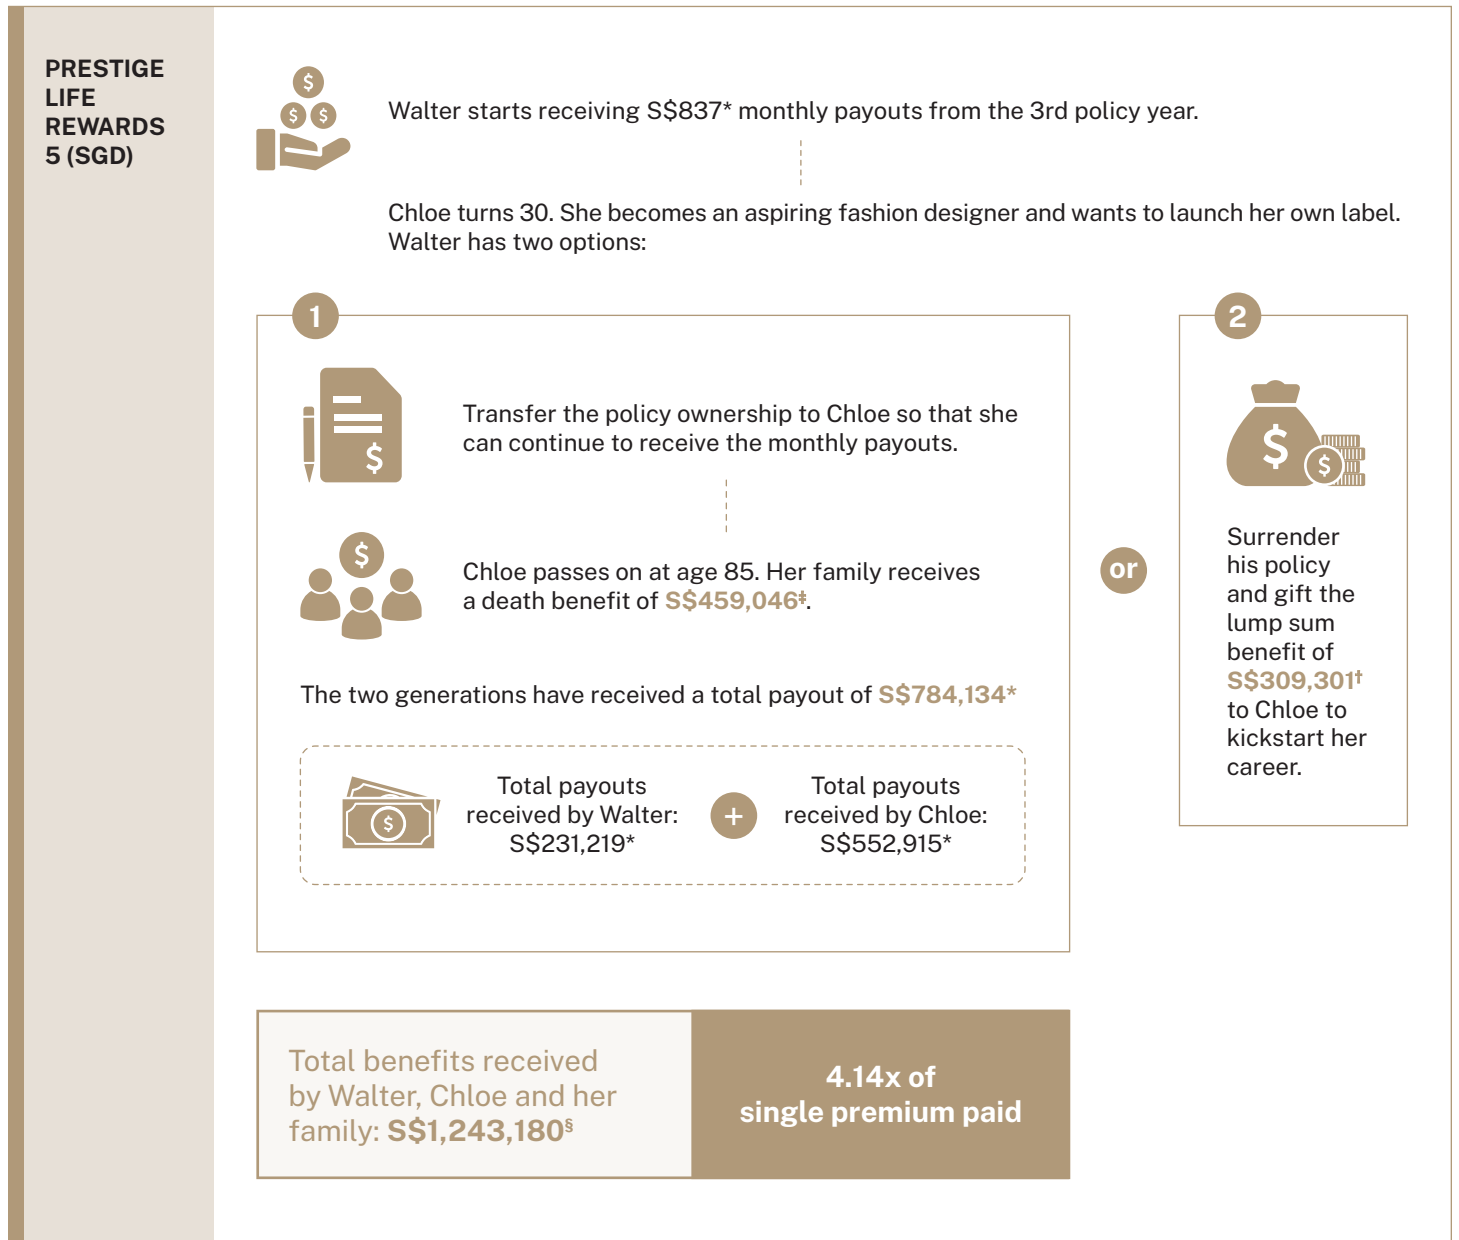 PRESTIGE
LIFE
REWARDS
5 (SGD)
$
$ $
Walter starts receiving S$837* monthly payouts from the 3rd policy year.
Chloe turns 30. She becomes an aspiring fashion designer and wants to launch her own label.
Walter has two options:
1
$
Transfer the policy ownership to Chloe so that she
can continue to receive the monthly payouts.
$
Chloe passes on at age 85. Her family receives
a death benefit of S$459,046‡.
The two generations have received a total payout of S$784,134*
$
Total payouts
received by Walter:
S$231,219*
+
Total payouts
received by Chloe:
S$552,915*
or
2
$
$
Surrender
his policy
and gift the
lump sum
benefit of
S$309,301†
to Chloe to
kickstart her
career.
Total benefits received
by Walter, Chloe and her
family: S$1,243,180§
4.14x of
single premium paid